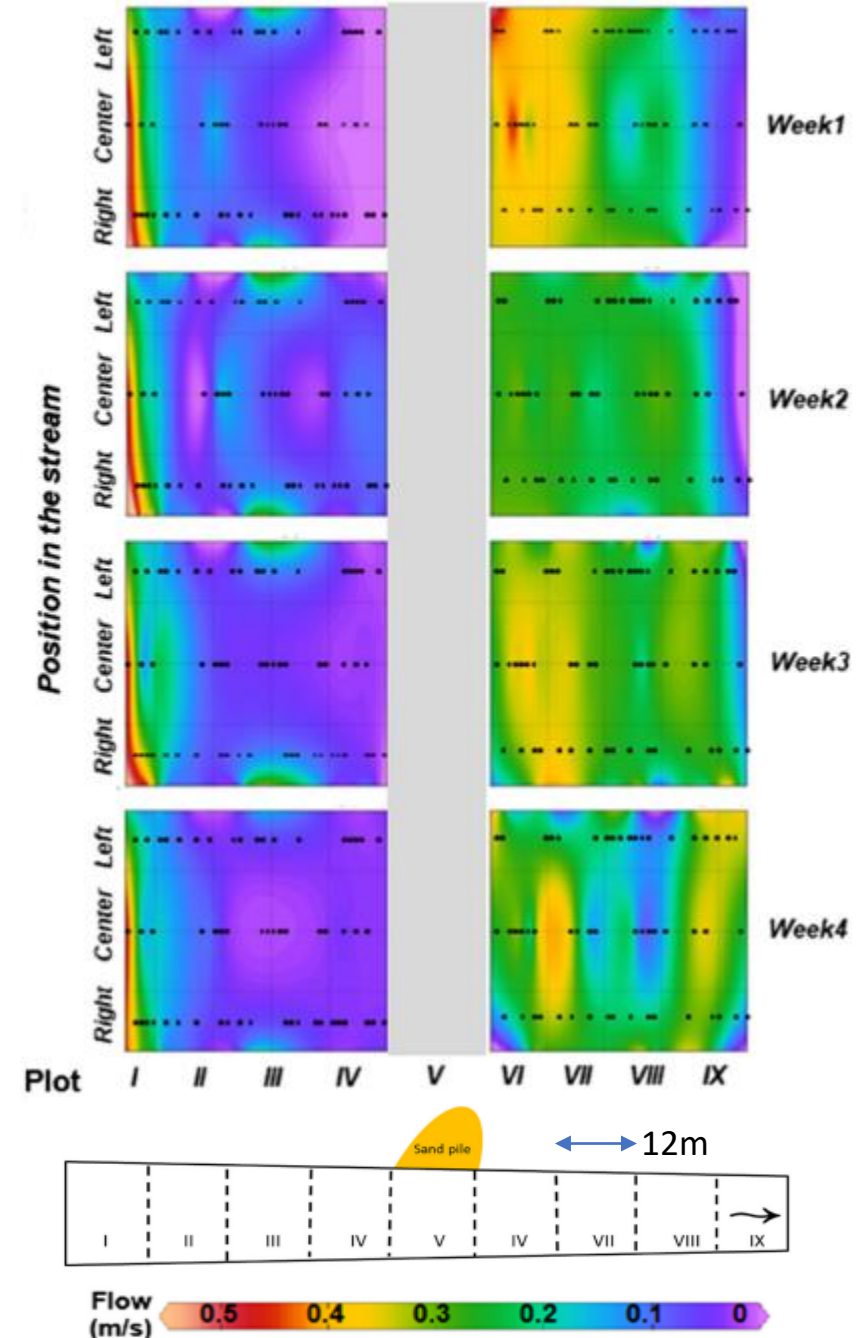 Left
Center
Right
Week1
Left
Center
Right
Week2
Position in the stream
Left
Center
Right
Week3
Left
Center
Right
Week4
Plot I II III IV V VI VII VIII IX
Sand pile
12m
I II III IV V IV VII VIII IX
Flow
(m/s)
0.5 0.4 0.3 0.2 0.1 0